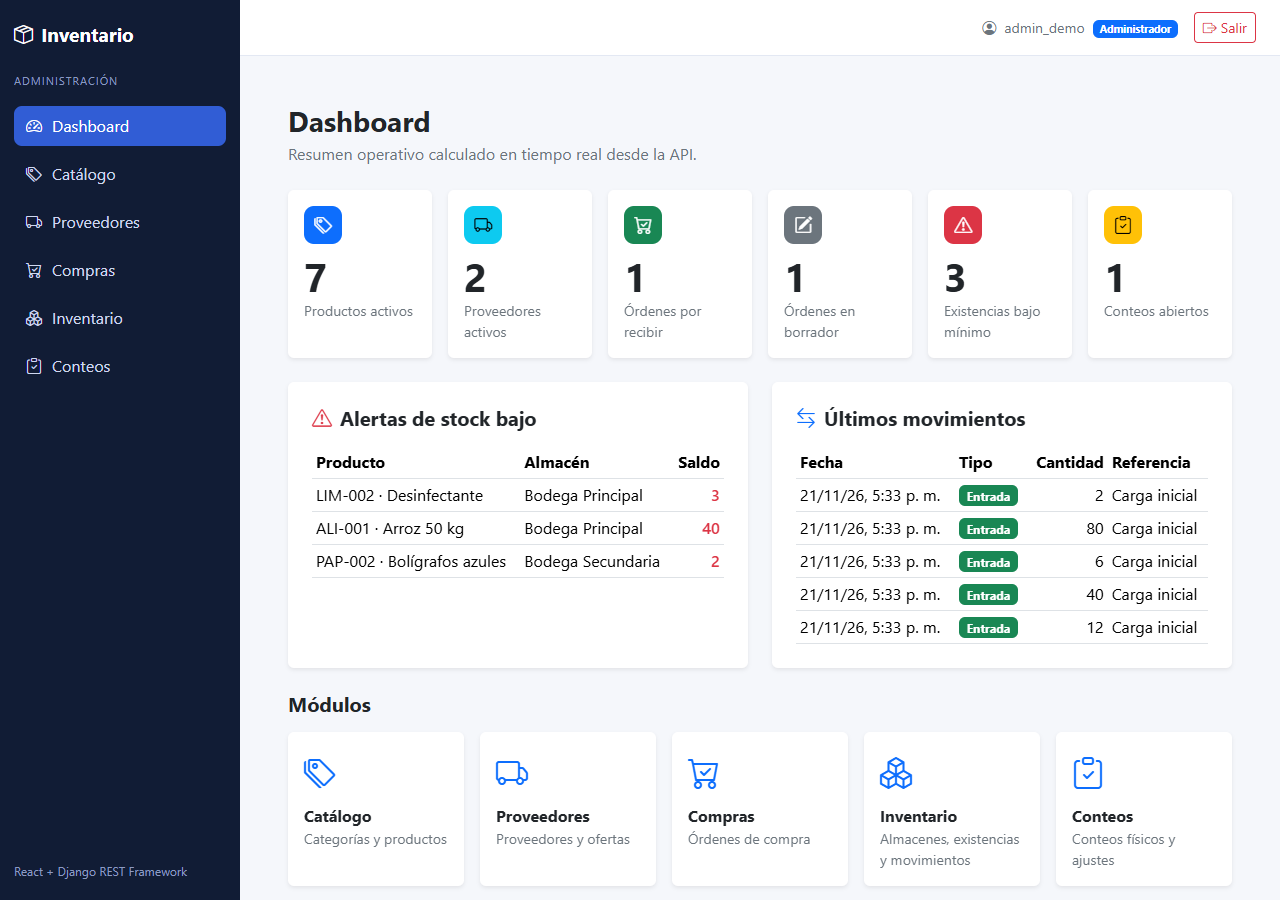 Inventario
ADMINISTRACIÓN
Dashboard
Catálogo
Proveedores
Compras
Inventario
Conteos
React + Django REST Framework
admin_demo Administrador Salir
Dashboard
Resumen operativo calculado en tiempo real desde la API.
7
Productos activos
2
Proveedores
activos
1
Órdenes por
recibir
1
Órdenes en
borrador
3
Existencias bajo
mínimo
1
Conteos abiertos
Alertas de stock bajo
Producto Almacén Saldo
LIM-002 · Desinfectante Bodega Principal 3
ALI-001 · Arroz 50 kg Bodega Principal 40
PAP-002 · Bolígrafos azules Bodega Secundaria 2
Últimos movimientos
Fecha Tipo Cantidad Referencia
21/11/26, 5:33 p. m. Entrada 2 Carga inicial
21/11/26, 5:33 p. m. Entrada 80 Carga inicial
21/11/26, 5:33 p. m. Entrada 6 Carga inicial
21/11/26, 5:33 p. m. Entrada 40 Carga inicial
21/11/26, 5:33 p. m. Entrada 12 Carga inicial
Módulos
Catálogo
Categorías y productos
Proveedores
Proveedores y ofertas
Compras
Órdenes de compra
Inventario
Almacenes, existencias
y movimientos
Conteos
Conteos físicos y
ajustes